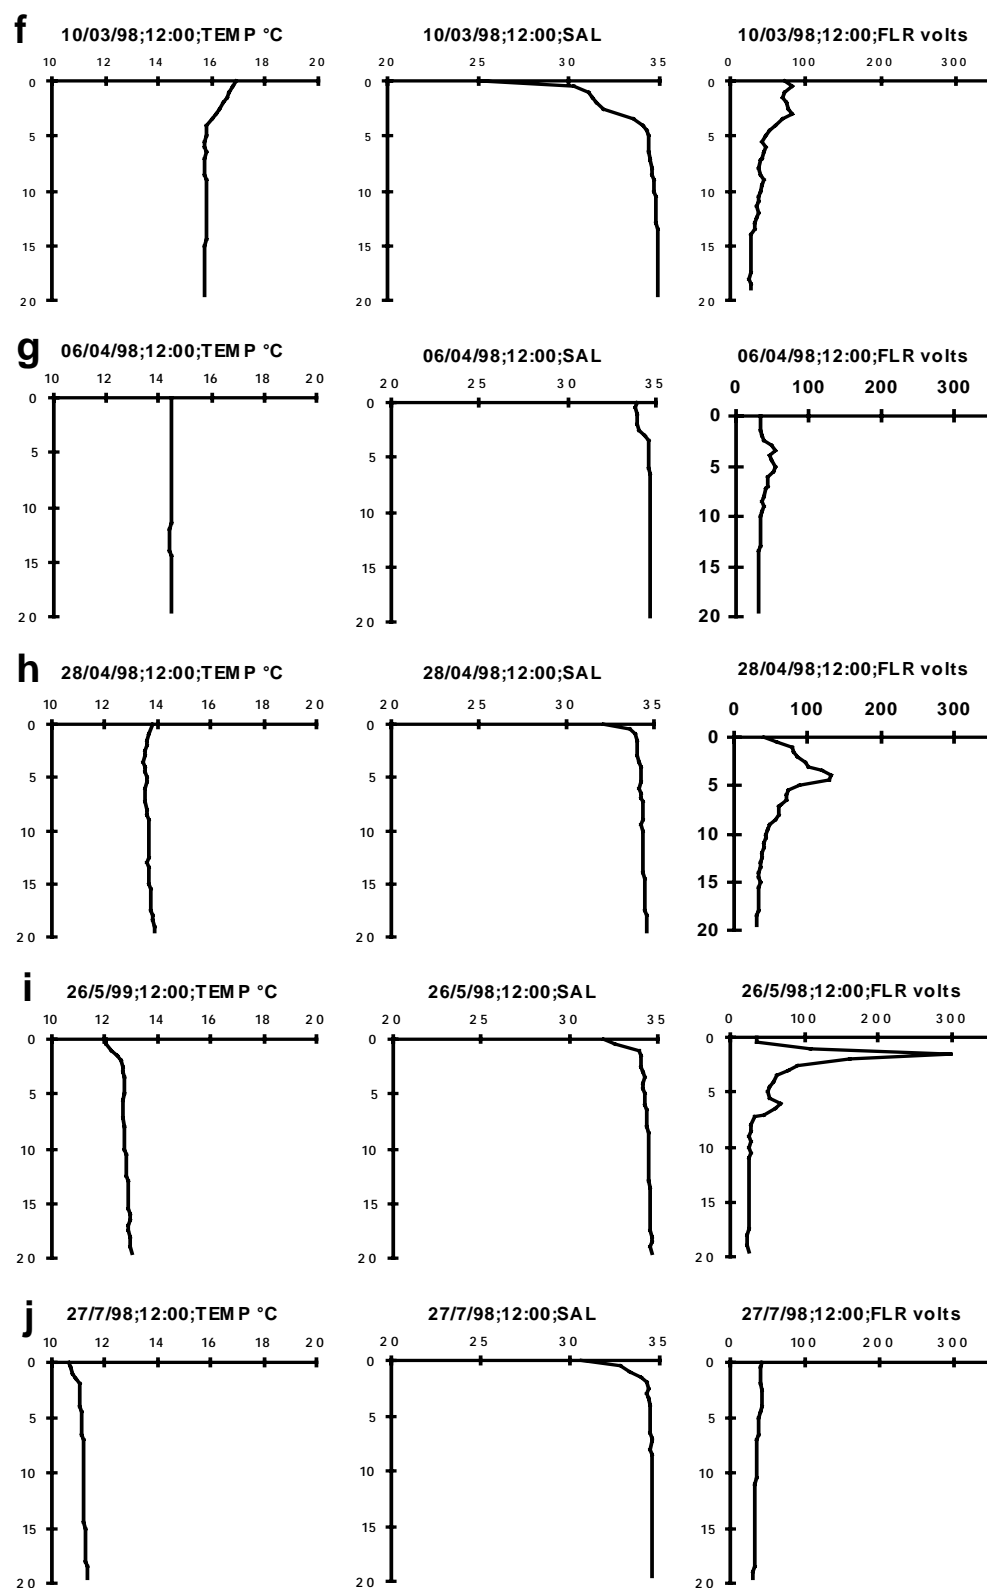 f 10/03/98;12:00;TEMP °C 10/03/98;12:00;SAL 10/03/98;12:00;FLR volts
10 12 14 16 18 20 20 25 30 35 0 100 200 300
0 0 0
5 5 5
10 10 10
15 15 15
20 20 20
g 06/04/98;12:00;TEMP °C 06/04/98;12:00;SAL 06/04/98;12:00;FLR volts
10 12 14 16 18 20 20 25 30 35 0 100 200 300
0 0 0
5 5 5
10 10 10
15 15 15
20 20 20
h 28/04/98;12:00;TEMP °C 28/04/98;12:00;SAL 28/04/98;12:00;FLR volts
10 12 14 16 18 20 20 25 30 35 0 100 200 300
0 0 0
5 5 5
10 10 10
15 15 15
20 20 20
i 26/5/99;12:00;TEMP °C 26/5/98;12:00;SAL 26/5/98;12:00;FLR volts
10 12 14 16 18 20 20 25 30 35 0 100 200 300
0 0 0
5 5 5
10 10 10
15 15 15
20 20 20
j 27/7/98;12:00;TEMP °C 27/7/98;12:00;SAL 27/7/98;12:00;FLR volts
10 12 14 16 18 20 20 25 30 35 0 100 200 300
0 0 0
5 5 5
10 10 10
15 15 15
20 20 20